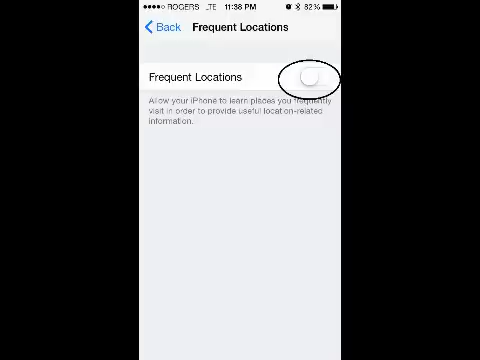 ROGERS LTE 11:38 PM 82%
Back Frequent Locations
Frequent Locations
Allow your iPhone to learn places you frequently
visit in order to provide useful location-related
information.